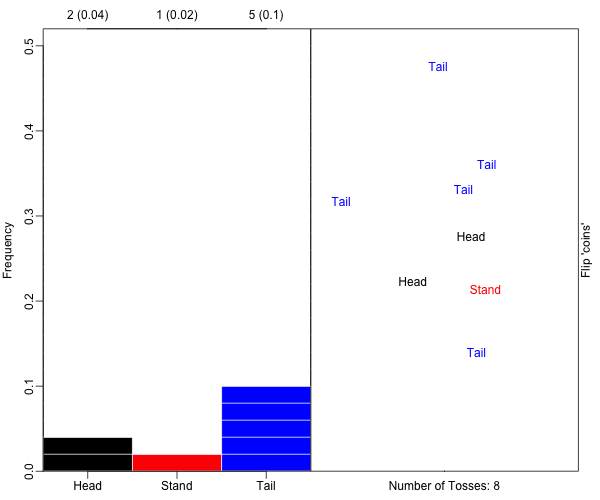 2 (0.04) 1 (0.02) 5 (0.1)
Frequency
0.5
0.4
0.3
0.2
0.1
0.0
Head Stand Tail
Tail
Tail
Tail
Tail
Head
Head
Stand
Tail
Flip 'coins'
Number of Tosses: 8